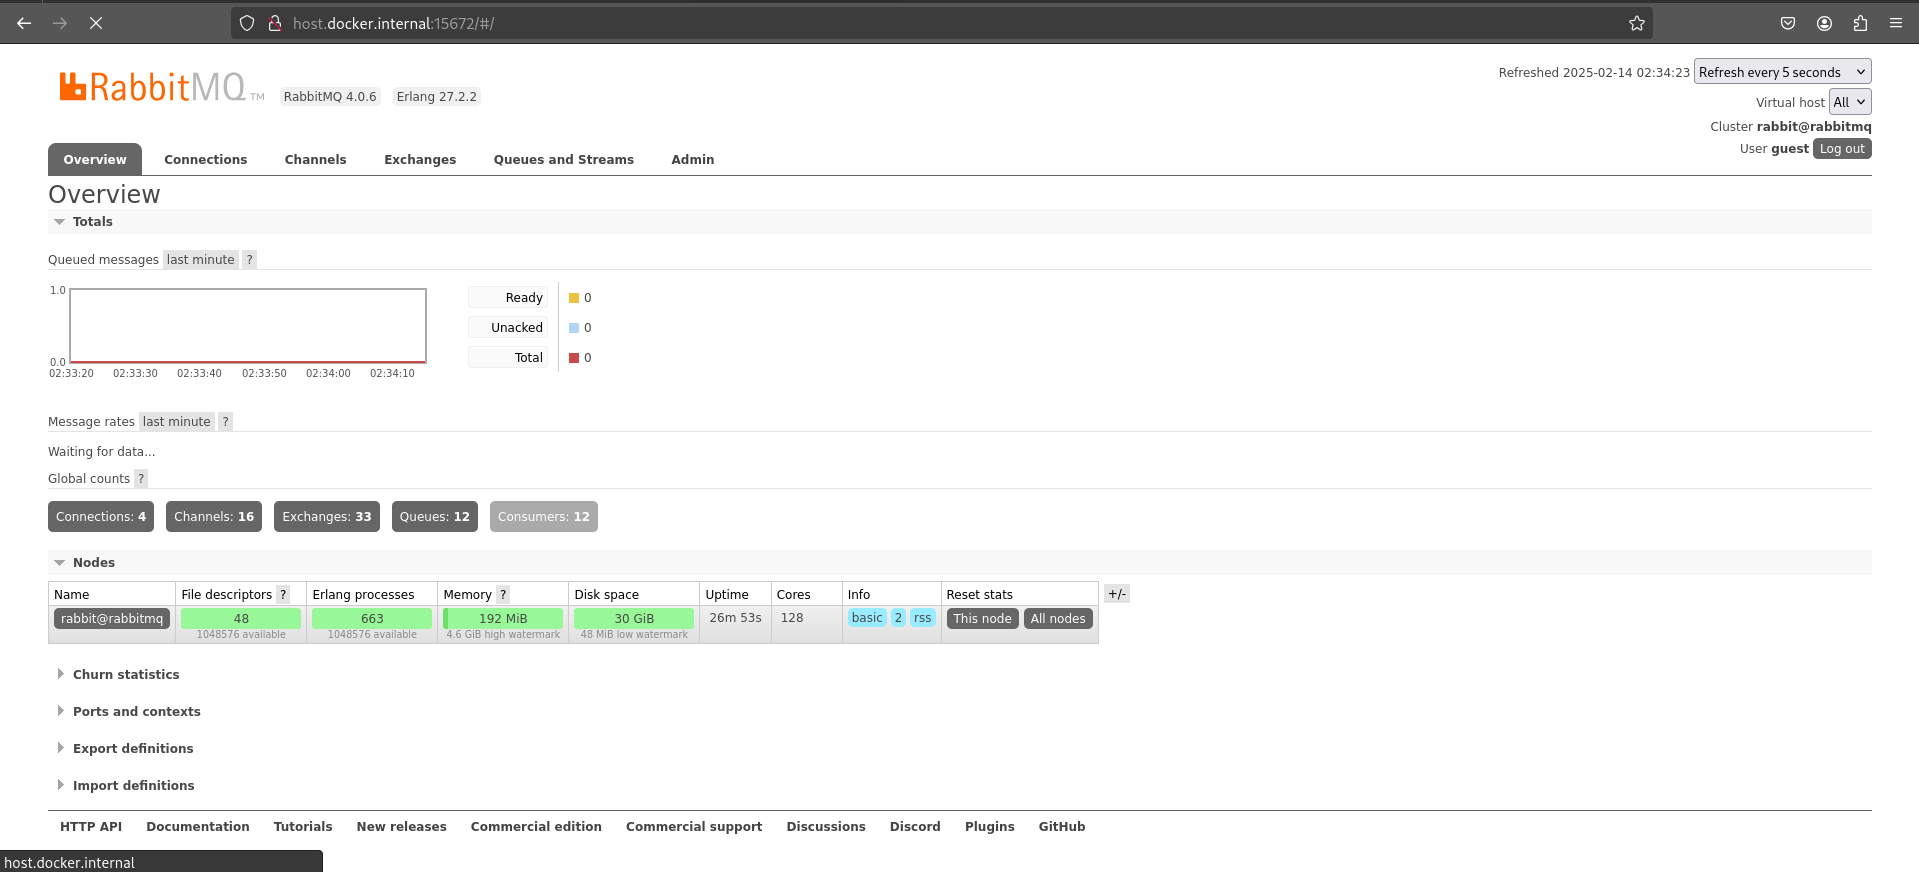 host.docker.internal:15672/#/
RabbitMQ TM RabbitMQ 4.0.6 Erlang 27.2.2
Refreshed 2025-02-14 02:34:23 Refresh every 5 seconds
Virtual host All
Cluster rabbit@rabbitmq
User guest Log out
Overview Connections Channels Exchanges Queues and Streams Admin
Overview
Totals
Queued messages last minute ?
1.0
0.0
02:33:20 02:33:30 02:33:40 02:33:50 02:34:00 02:34:10
Ready 0
Unacked 0
Total 0
Message rates last minute ?
Waiting for data...
Global counts ?
Connections: 4 Channels: 16 Exchanges: 33 Queues: 12 Consumers: 12
Nodes
Name File descriptors ? Erlang processes Memory ? Disk space Uptime Cores Info Reset stats +/-
rabbit@rabbitmq 48 663 192 MiB 30 GiB 26m 53s 128 basic 2 rss This node All nodes
1048576 available 1048576 available 4.6 GiB high watermark 48 MiB low watermark
Churn statistics
Ports and contexts
Export definitions
Import definitions
HTTP API Documentation Tutorials New releases Commercial edition Commercial support Discussions Discord Plugins GitHub
host.docker.internal